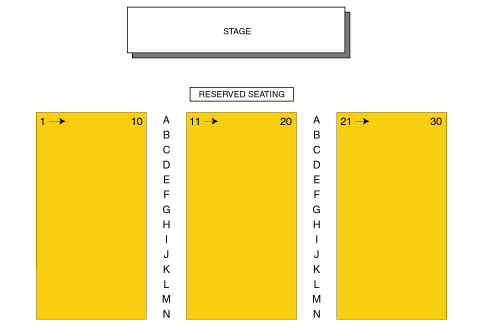 STAGE
RESERVED SEATING
1 → 10 A 11 → 20 A 21 → 30
B B
C C
D D
E E
F F
G G
H H
I I
J J
K K
L L
M M
N N